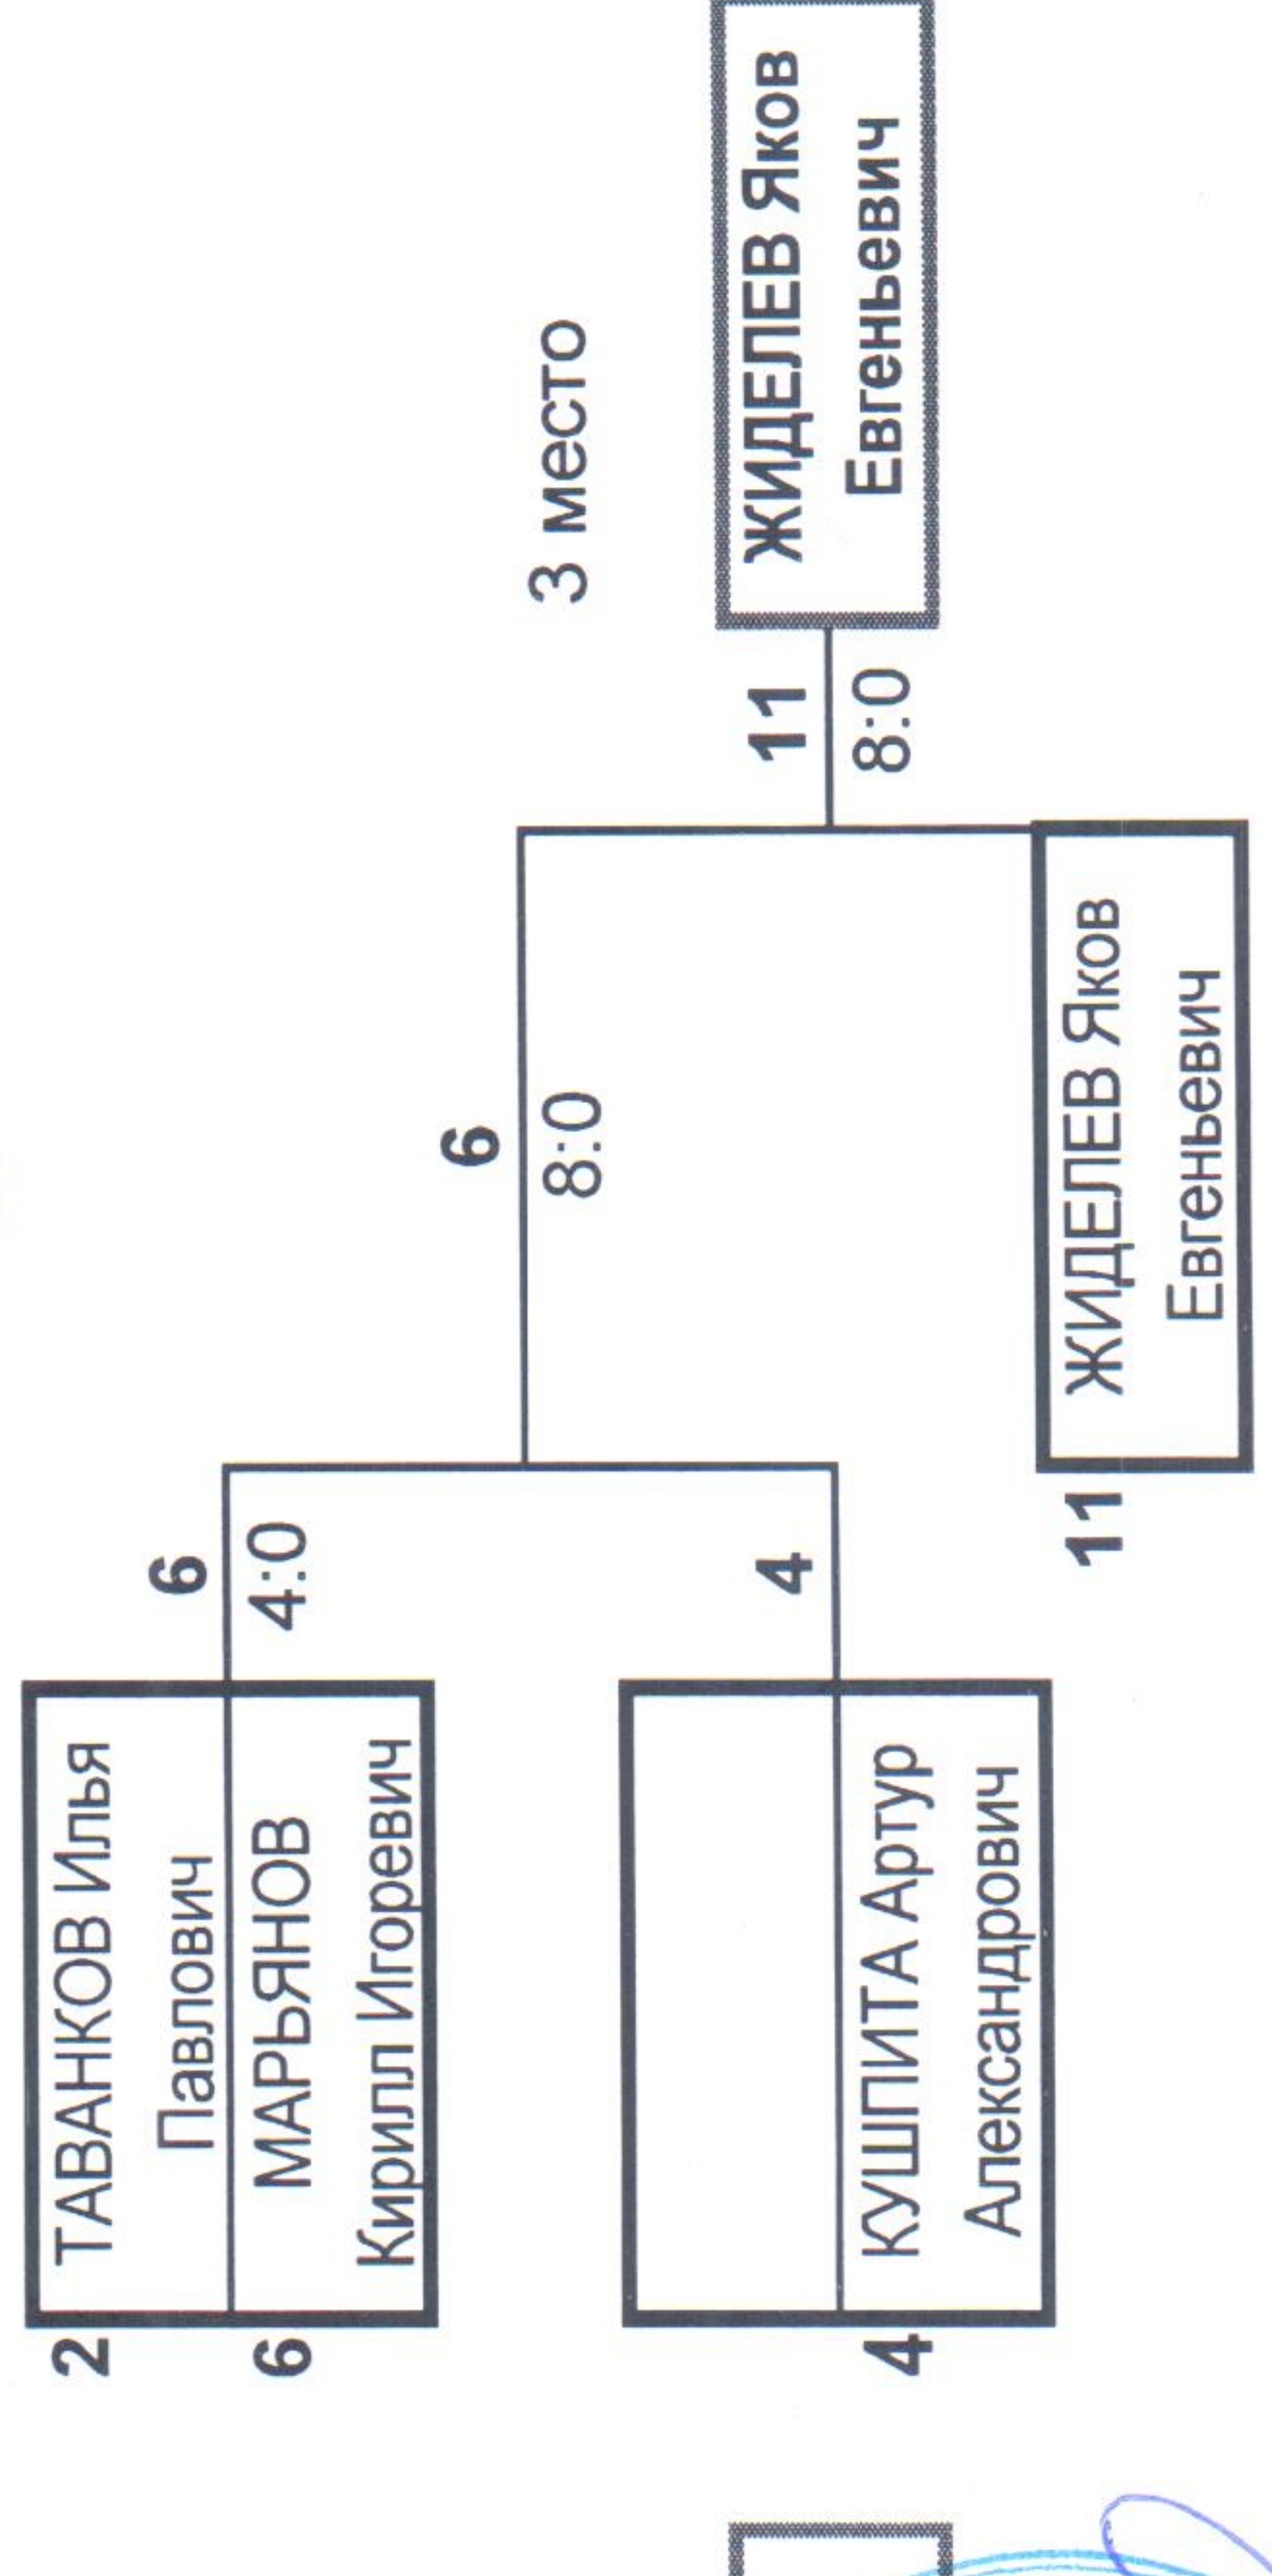 2
ТАВАНКОВ Илья
Павлович
6
МАРЬЯНОВ
Кирилл Игоревич
6
4:0
4
КУШПИТА Артур
Александрович
4
6
8:0
11
ЖИДЕЛЕВ Яков
Евгеньевич
3 место
11
8:0
ЖИДЕЛЕВ Яков
Евгеньевич